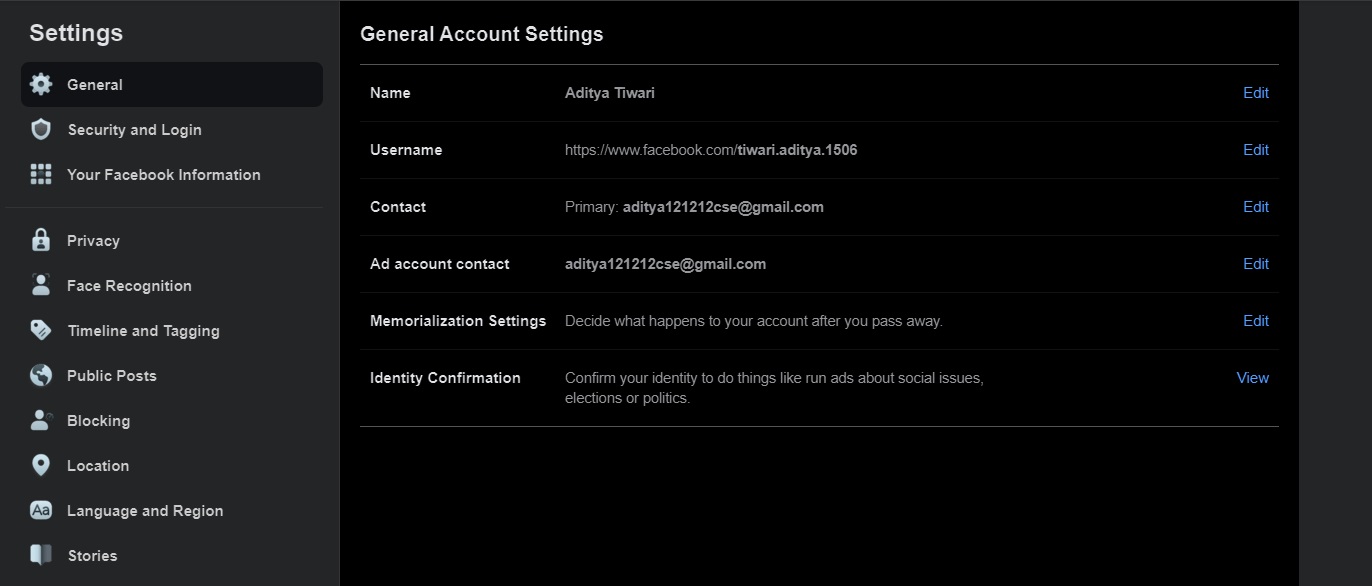 Settings
General
Security and Login
Your Facebook Information
Privacy
Face Recognition
Timeline and Tagging
Public Posts
Blocking
Location
Aa Language and Region
Stories
General Account Settings
Name Aditya Tiwari Edit
Username https://www.facebook.com/tiwari.aditya.1506 Edit
Contact Primary: aditya121212cse@gmail.com Edit
Ad account contact aditya121212cse@gmail.com Edit
Memorialization Settings Decide what happens to your account after you pass away. Edit
Identity Confirmation Confirm your identity to do things like run ads about social issues, View
elections or politics.